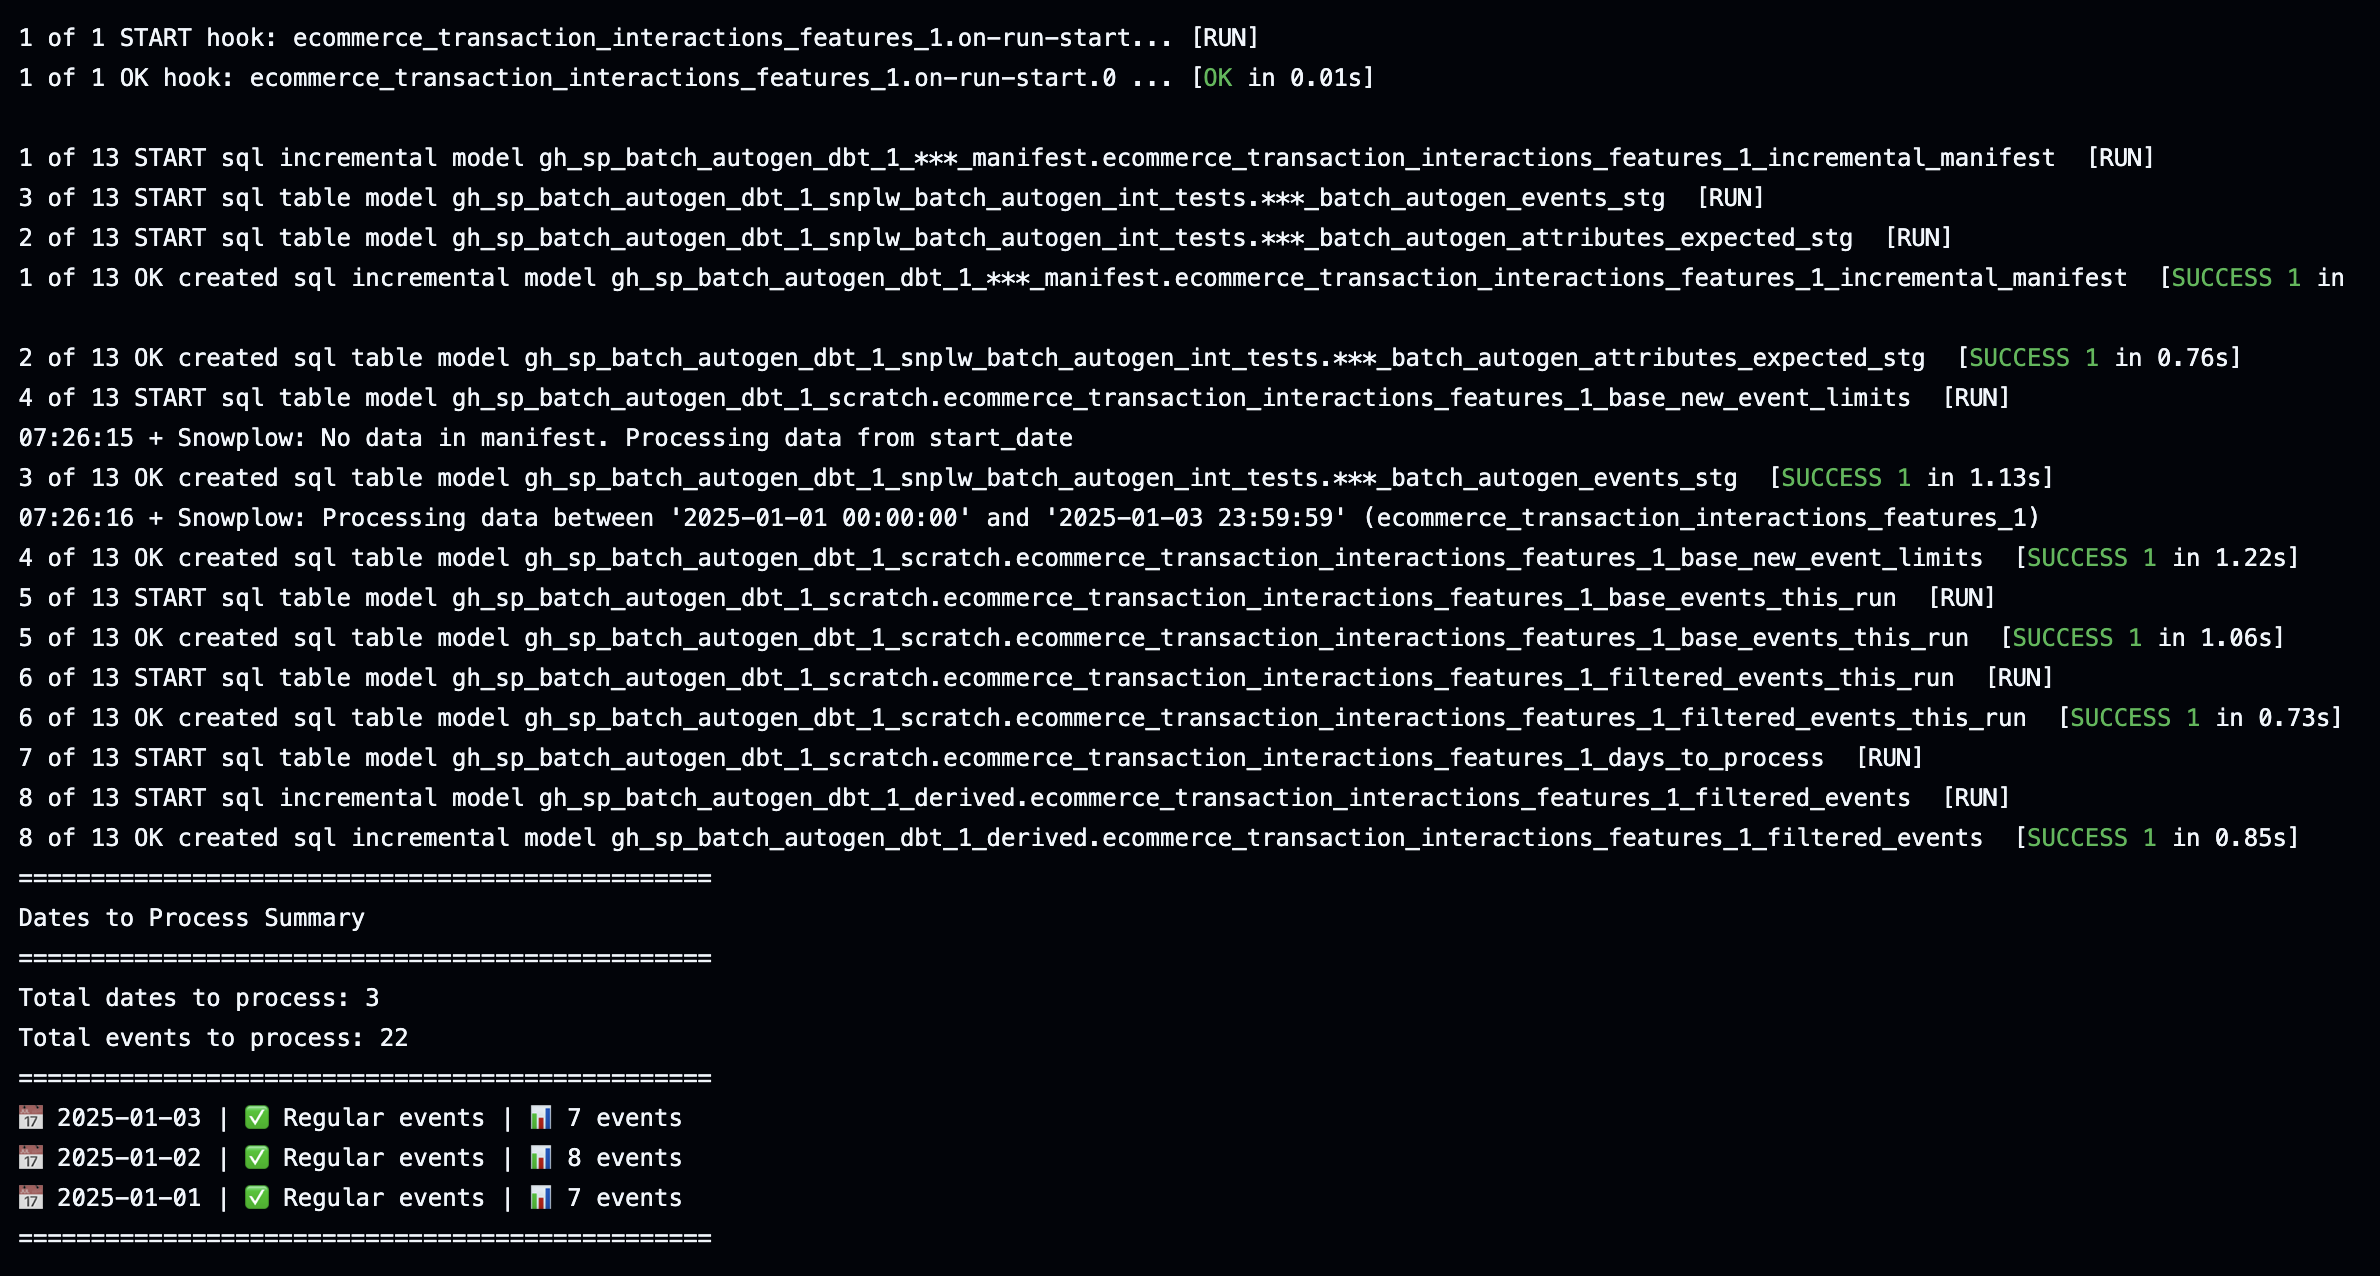 1 of 1 START hook: ecommerce_transaction_interactions_features_1.on-run-start... [RUN]
1 of 1 OK hook: ecommerce_transaction_interactions_features_1.on-run-start.0 ... [OK in 0.01s]
1 of 13 START sql incremental model gh_sp_batch_autogen_dbt_1_***_manifest.ecommerce_transaction_interactions_features_1_incremental_manifest [RUN]
3 of 13 START sql table model gh_sp_batch_autogen_dbt_1_snplw_batch_autogen_int_tests.***_batch_autogen_events_stg [RUN]
2 of 13 START sql table model gh_sp_batch_autogen_dbt_1_snplw_batch_autogen_int_tests.***_batch_autogen_attributes_expected_stg [RUN]
1 of 13 OK created sql incremental model gh_sp_batch_autogen_dbt_1_***_manifest.ecommerce_transaction_interactions_features_1_incremental_manifest [SUCCESS 1 in
2 of 13 OK created sql table model gh_sp_batch_autogen_dbt_1_snplw_batch_autogen_int_tests.***_batch_autogen_attributes_expected_stg [SUCCESS 1 in 0.76s]
4 of 13 START sql table model gh_sp_batch_autogen_dbt_1_scratch.ecommerce_transaction_interactions_features_1_base_new_event_limits [RUN]
07:26:15 + Snowplow: No data in manifest. Processing data from start_date
3 of 13 OK created sql table model gh_sp_batch_autogen_dbt_1_snplw_batch_autogen_int_tests.***_batch_autogen_events_stg [SUCCESS 1 in 1.13s]
07:26:16 + Snowplow: Processing data between '2025-01-01 00:00:00' and '2025-01-03 23:59:59' (ecommerce_transaction_interactions_features_1)
4 of 13 OK created sql table model gh_sp_batch_autogen_dbt_1_scratch.ecommerce_transaction_interactions_features_1_base_new_event_limits [SUCCESS 1 in 1.22s]
5 of 13 START sql table model gh_sp_batch_autogen_dbt_1_scratch.ecommerce_transaction_interactions_features_1_base_events_this_run [RUN]
5 of 13 OK created sql table model gh_sp_batch_autogen_dbt_1_scratch.ecommerce_transaction_interactions_features_1_base_events_this_run [SUCCESS 1 in 1.06s]
6 of 13 START sql table model gh_sp_batch_autogen_dbt_1_scratch.ecommerce_transaction_interactions_features_1_filtered_events_this_run [RUN]
6 of 13 OK created sql table model gh_sp_batch_autogen_dbt_1_scratch.ecommerce_transaction_interactions_features_1_filtered_events_this_run [SUCCESS 1 in 0.73s]
7 of 13 START sql table model gh_sp_batch_autogen_dbt_1_scratch.ecommerce_transaction_interactions_features_1_days_to_process [RUN]
8 of 13 START sql incremental model gh_sp_batch_autogen_dbt_1_derived.ecommerce_transaction_interactions_features_1_filtered_events [RUN]
8 of 13 OK created sql incremental model gh_sp_batch_autogen_dbt_1_derived.ecommerce_transaction_interactions_features_1_filtered_events [SUCCESS 1 in 0.85s]
================================================
Dates to Process Summary
================================================
Total dates to process: 3
Total events to process: 22
================================================
📅 2025-01-03 | ✅ Regular events | 📊 7 events
📅 2025-01-02 | ✅ Regular events | 📊 8 events
📅 2025-01-01 | ✅ Regular events | 📊 7 events
================================================